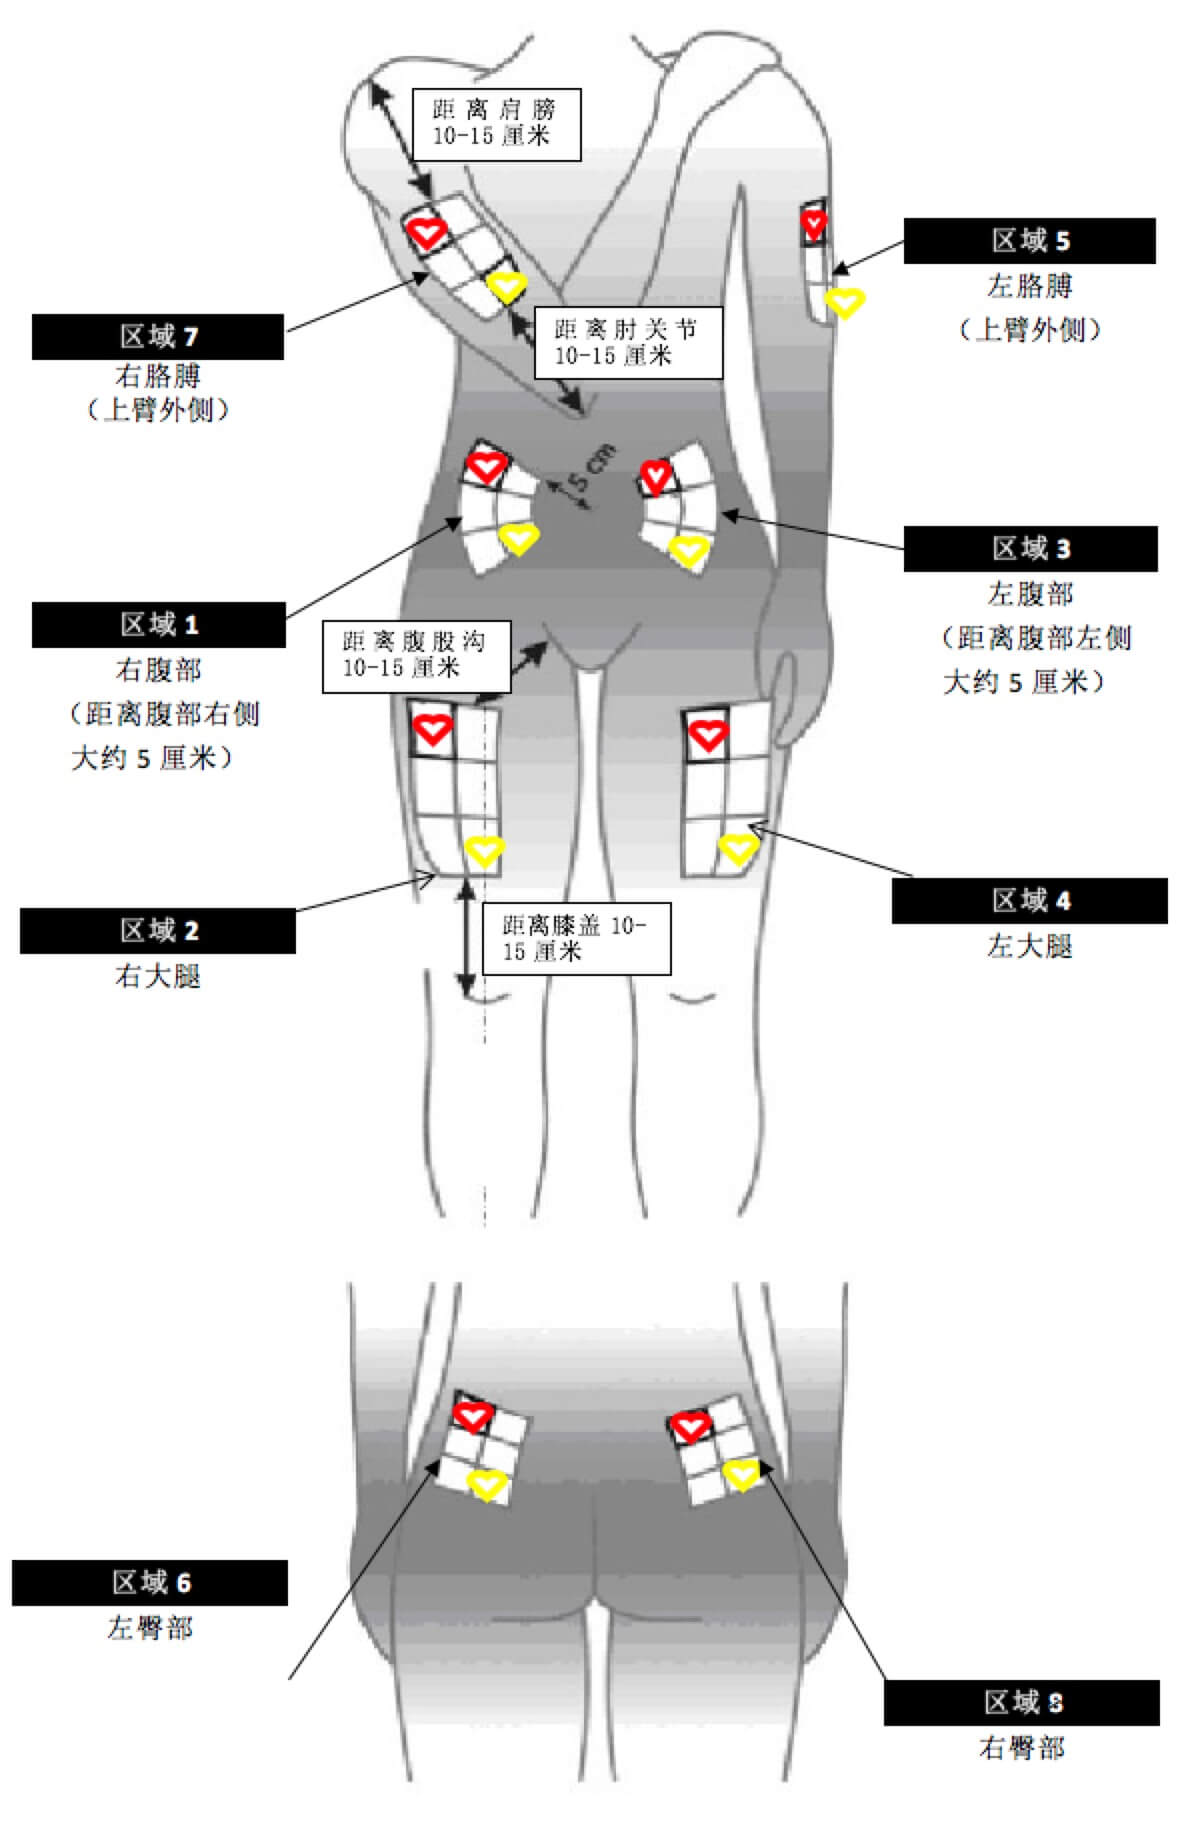 距离肩膀
10-15 厘米
区域 5
左胳膊
（上臂外侧）
距离肘关节
10-15 厘米
区域 7
右胳膊
（上臂外侧）
5 cm
区域 3
左腹部
（距离腹部左侧
大约 5 厘米）
区域 1
右腹部
（距离腹部右侧
大约 5 厘米）
距离腹股沟
10-15 厘米
区域 4
左大腿
区域 2
右大腿
距离膝盖 10-
15 厘米
区域 6
左臀部
区域 8
右臀部